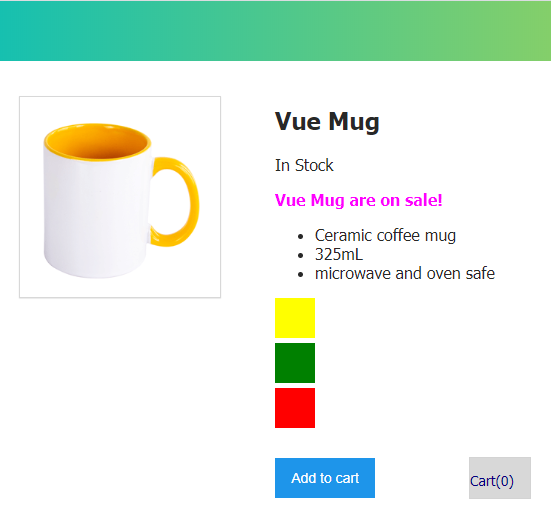 Vue Mug
In Stock
Vue Mug are on sale!
Ceramic coffee mug
325mL
microwave and oven safe
Add to cart
Cart(0)